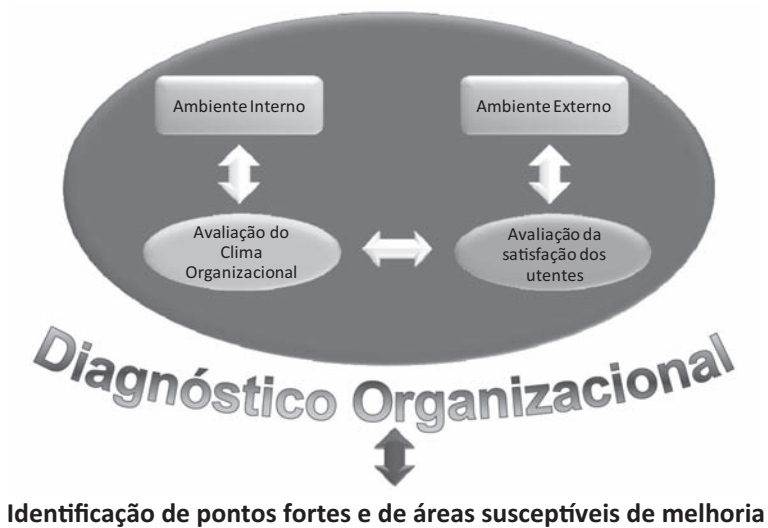 Ambiente Interno
Ambiente Externo
Avaliação do
Clima
Organizacional
Avaliação da
satisfação dos
utentes
Diagnóstico Organizacional
Identificação de pontos fortes e de áreas susceptíveis de melhoria